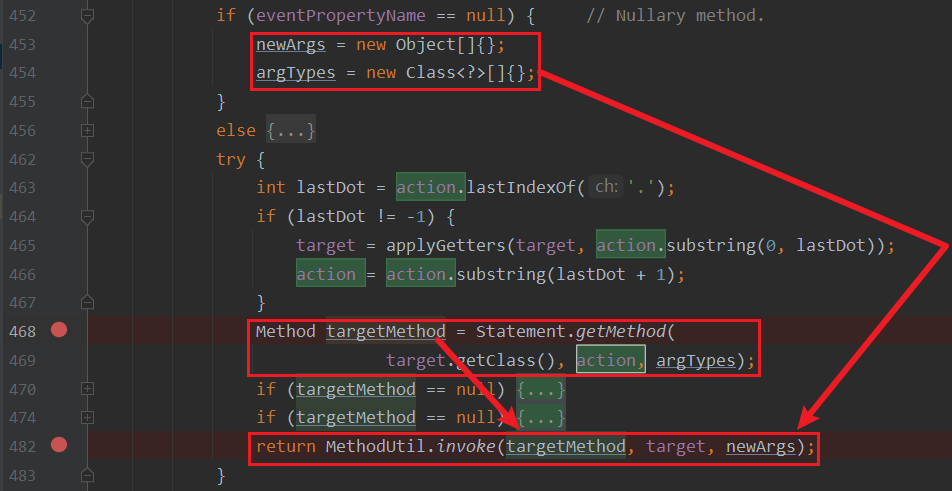 452 if (eventPropertyName == null) { // Nullary method.
453 newArgs = new Object[]{};
454 argTypes = new Class<?>[]{};
455 }
456 else {...}
462 try {
463 int lastDot = action.lastIndexOf( ch: '.');
464 if (lastDot != -1) {
465 target = applyGetters(target, action.substring(0, lastDot));
466 action = action.substring(lastDot + 1);
467 }
468 Method targetMethod = Statement.getMethod(
469 target.getClass(), action, argTypes);
470 if (targetMethod == null) {...}
474 if (targetMethod == null) {...}
482 return MethodUtil.invoke(targetMethod, target, newArgs);
483 }